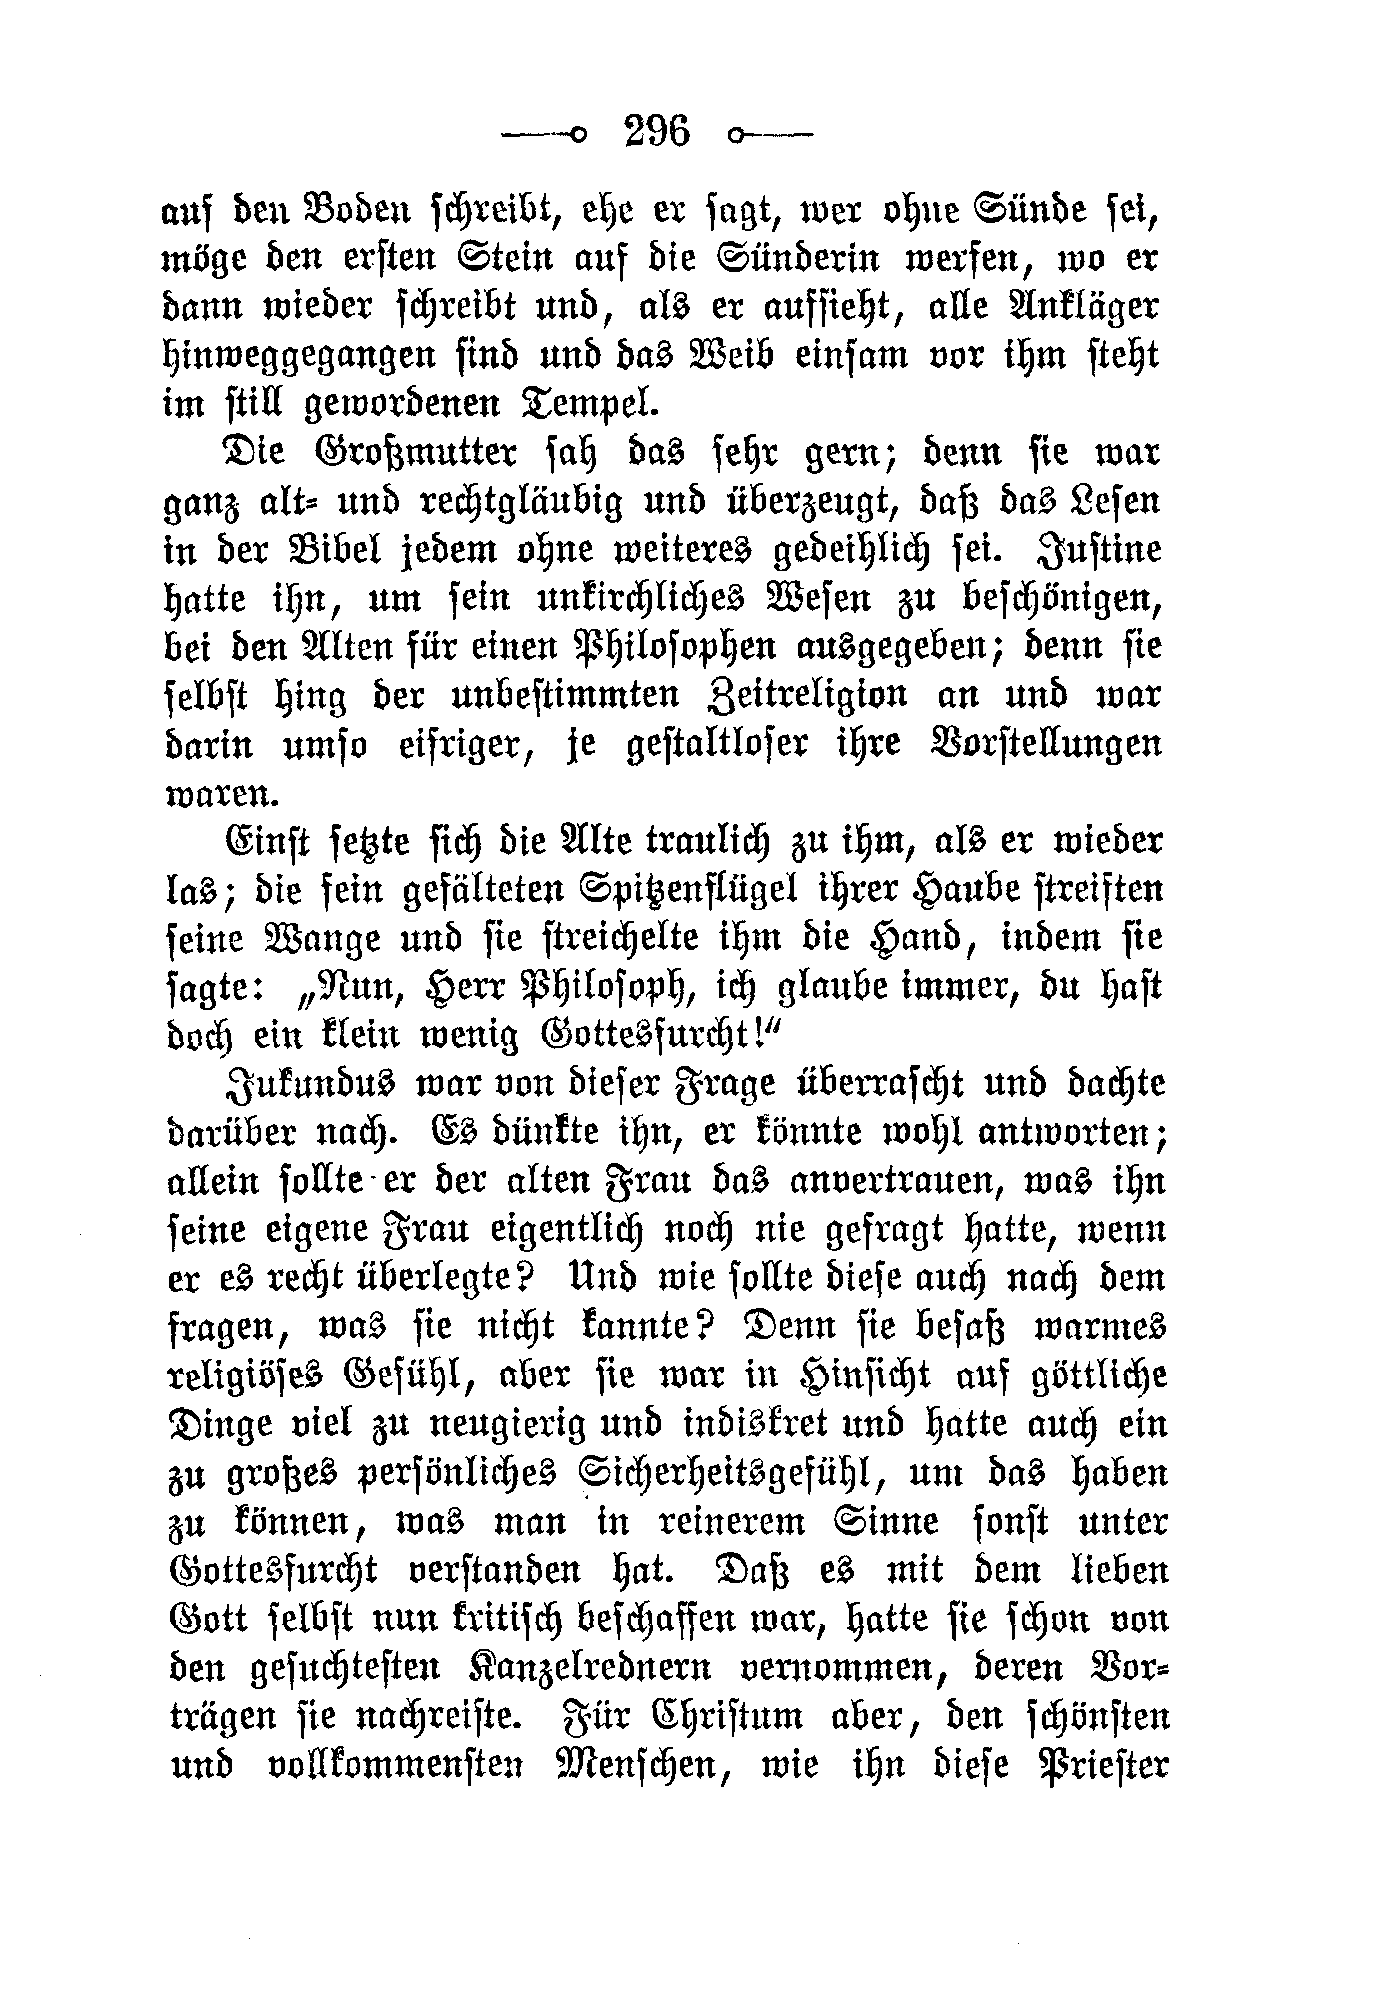 296
auf den Boden schreibt, ehe er sagt, wer ohne Sünde sei,
möge den ersten Stein auf die Sünderin werfen, wo er
dann wieder schreibt und, als er aufsieht, alle Ankläger
hinweggegangen sind und das Weib einsam vor ihm steht
im still gewordenen Tempel.
Die Großmutter sah das sehr gern; denn sie war
ganz alt- und rechtgläubig und überzeugt, daß das Lesen
in der Bibel jedem ohne weiteres gedeihlich sei. Justine
hatte ihn, um sein unkirchliches Wesen zu beschönigen,
bei den Alten für einen Philosophen ausgegeben; denn sie
selbst hing der unbestimmten Zeitreligion an und war
darin umso eifriger, je gestaltloser ihre Vorstellungen
waren.
Einst setzte sich die Alte traulich zu ihm, als er wieder
las; die fein gefälteten Spitzenflügel ihrer Haube streiften
seine Wange und sie streichelte ihm die Hand, indem sie
sagte: „Nun, Herr Philosoph, ich glaube immer, du hast
doch ein klein wenig Gottesfurcht!“
Jukundus war von dieser Frage überrascht und dachte
darüber nach. Es dünkte ihn, er könnte wohl antworten;
allein sollte er der alten Frau das anvertrauen, was ihn
seine eigene Frau eigentlich noch nie gefragt hatte, wenn
er es recht überlegte? Und wie sollte diese auch nach dem
fragen, was sie nicht kannte? Denn sie besaß warmes
religiöses Gefühl, aber sie war in Hinsicht auf göttliche
Dinge viel zu neugierig und indiskret und hatte auch ein
zu großes persönliches Sicherheitsgefühl, um das haben
zu können, was man in reinerem Sinne sonst unter
Gottesfurcht verstanden hat. Daß es mit dem lieben
Gott selbst nun kritisch beschaffen war, hatte sie schon von
den gesuchtesten Kanzelrednern vernommen, deren Vor-
trägen sie nachreiste. Für Christum aber, den schönsten
und vollkommensten Menschen, wie ihn diese Priester